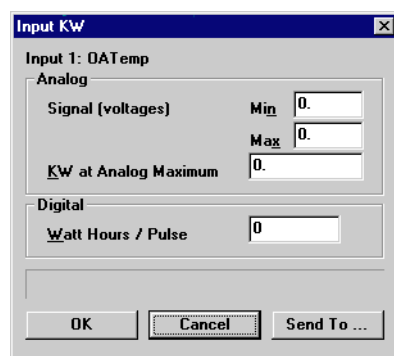 Input KW
Input 1: OATemp
Analog
Signal (voltages) Min 0.
Max 0.
KW at Analog Maximum 0.
Digital
Watt Hours / Pulse 0
OK Cancel Send To ...